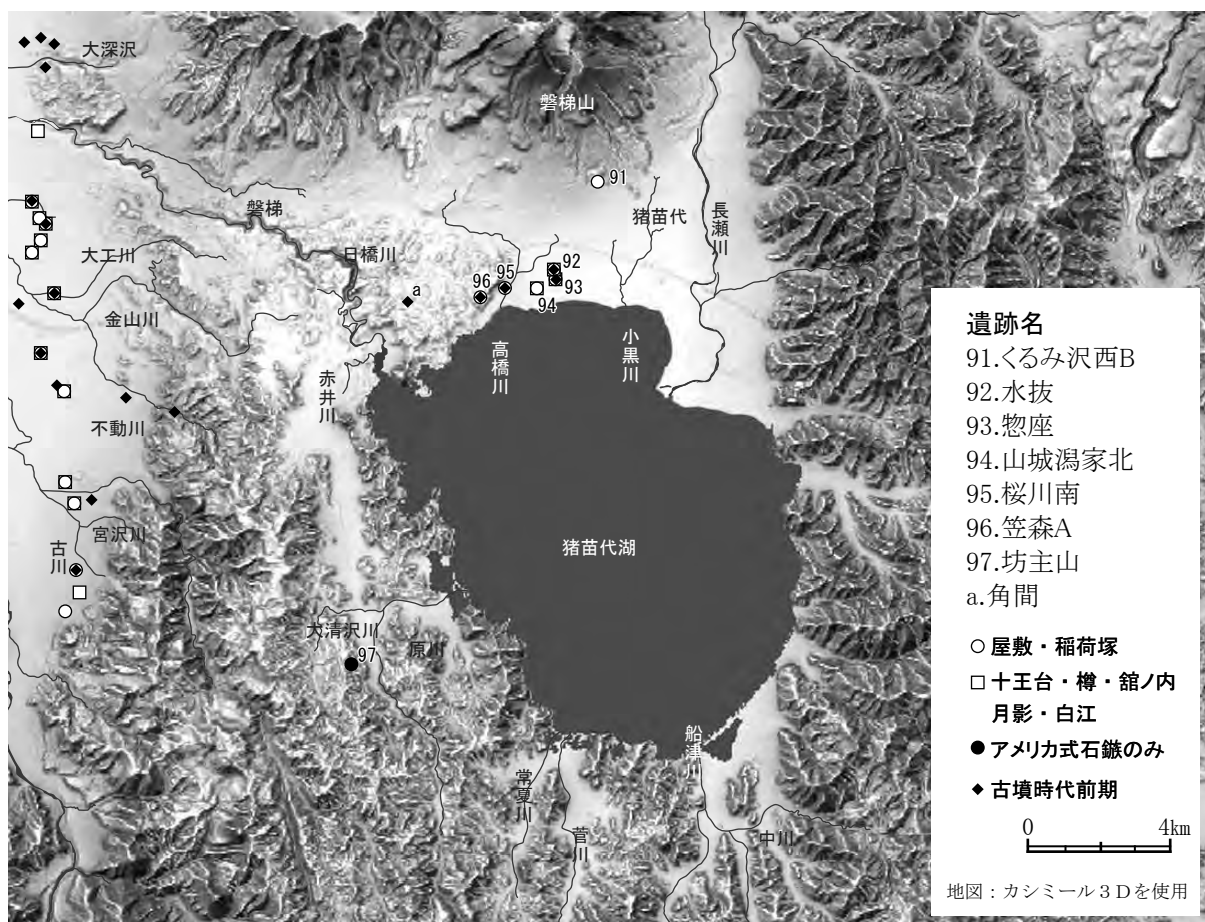 大深沢
磐梯山
91
磐梯
猪苗代
長瀬川
大工川
日橋川
92
95
96
93
a
94
金山川
高橋川
小黒川
赤井川
不動川
宮沢川
古川
猪苗代湖
大清沢川
97
原川
船津川
常夏川
菅川
中川
遺跡名
91.くるみ沢西B
92.水抜
93.惣座
94.山城潟家北
95.桜川南
96.笠森A
97.坊主山
a.角間
○屋敷・稲荷塚
□十王台・樽・舘ノ内
月影・白江
●アメリカ式石鏃のみ
◆古墳時代前期
0 4km
地図：カシミール３Ｄを使用